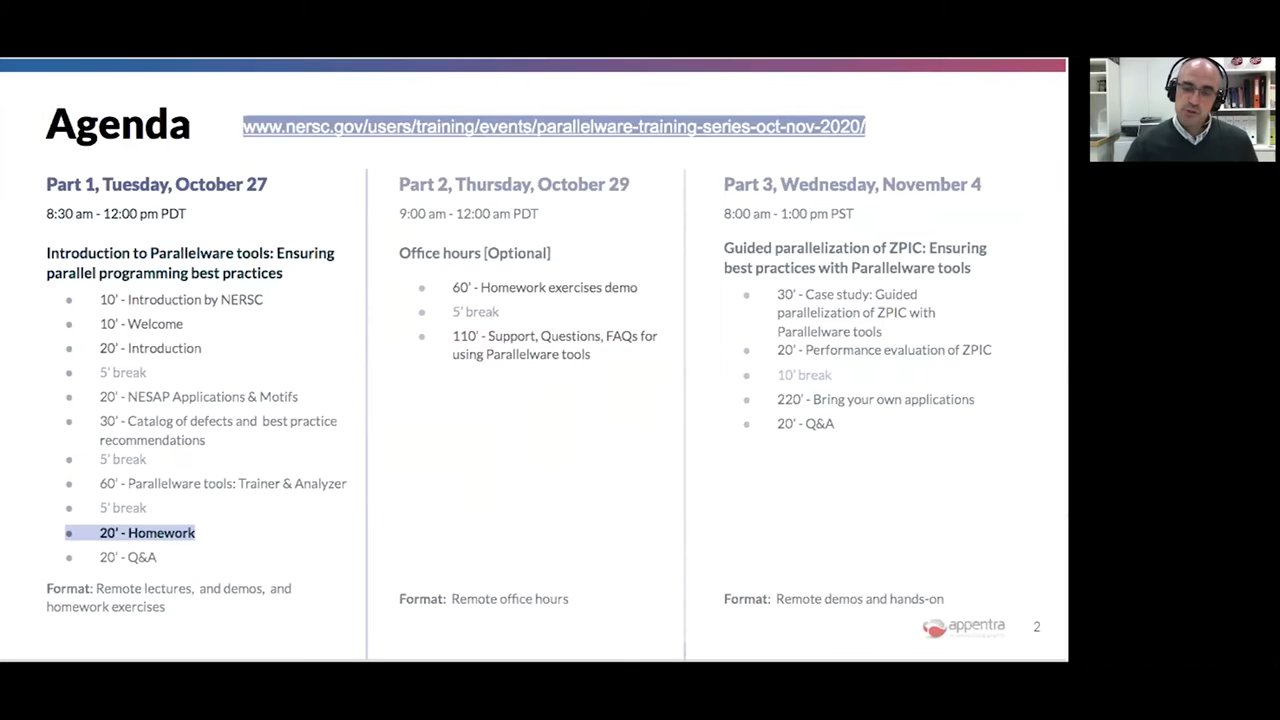 Agenda
www.nersc.gov/users/training/events/parallelware-training-series-oct-nov-2020/
Part 1, Tuesday, October 27
8:30 am - 12:00 pm PDT
Introduction to Parallelware tools: Ensuring
parallel programming best practices
10' - Introduction by NERSC
10' - Welcome
20' - Introduction
5' break
20' - NESAP Applications & Motifs
30' - Catalog of defects and best practice
recommendations
5' break
60' - Parallelware tools: Trainer & Analyzer
5' break
20' - Homework
20' - Q&A
Format: Remote lectures, and demos, and
homework exercises
Part 2, Thursday, October 29
9:00 am - 12:00 am PDT
Office hours [Optional]
60' - Homework exercises demo
5' break
110' - Support, Questions, FAQs for
using Parallelware tools
Format: Remote office hours
Part 3, Wednesday, November 4
8:00 am - 1:00 pm PST
Guided parallelization of ZPIC: Ensuring
best practices with Parallelware tools
30' - Case study: Guided
parallelization of ZPIC with
Parallelware tools
20' - Performance evaluation of ZPIC
10' break
220' - Bring your own applications
20' - Q&A
Format: Remote demos and hands-on
appentra
2